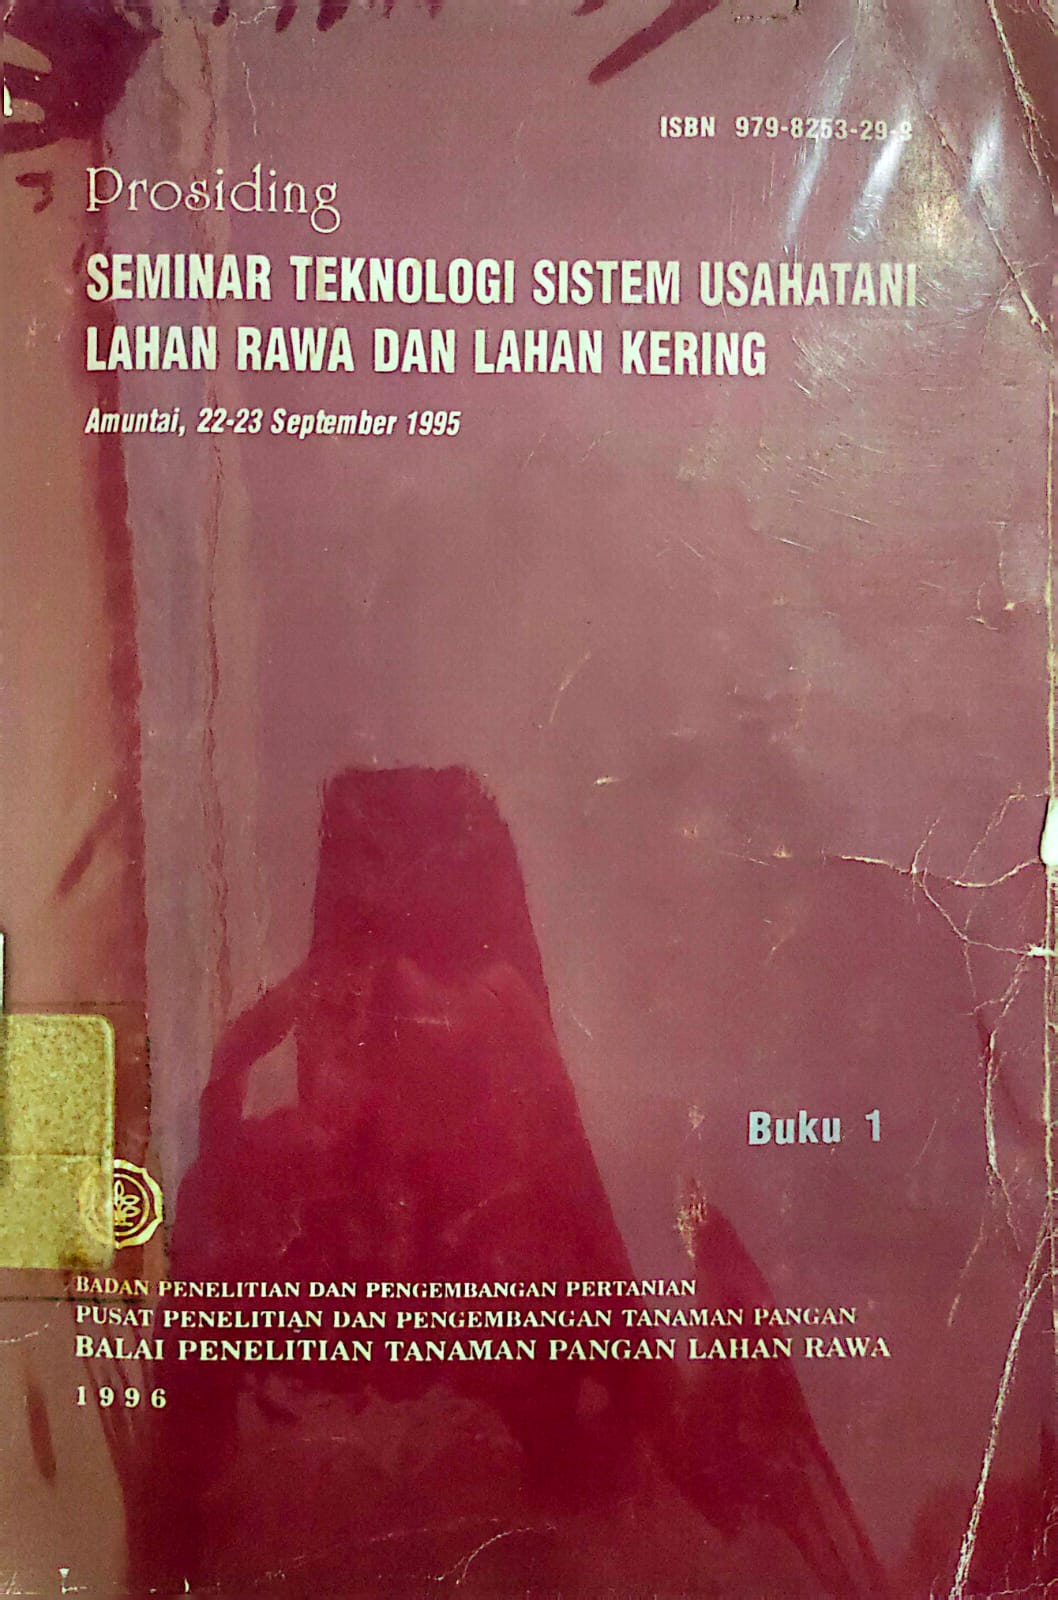 ISBN 979-8253-29-9
Prosiding
SEMINAR TEKNOLOGI SISTEM USAHATANI
LAHAN RAWA DAN LAHAN KERING
Amuntai, 22-23 September 1995
Buku 1
BADAN PENELITIAN DAN PENGEMBANGAN PERTANIAN
PUSAT PENELITIAN DAN PENGEMBANGAN TANAMAN PANGAN
BALAI PENELITIAN TANAMAN PANGAN LAHAN RAWA
1996